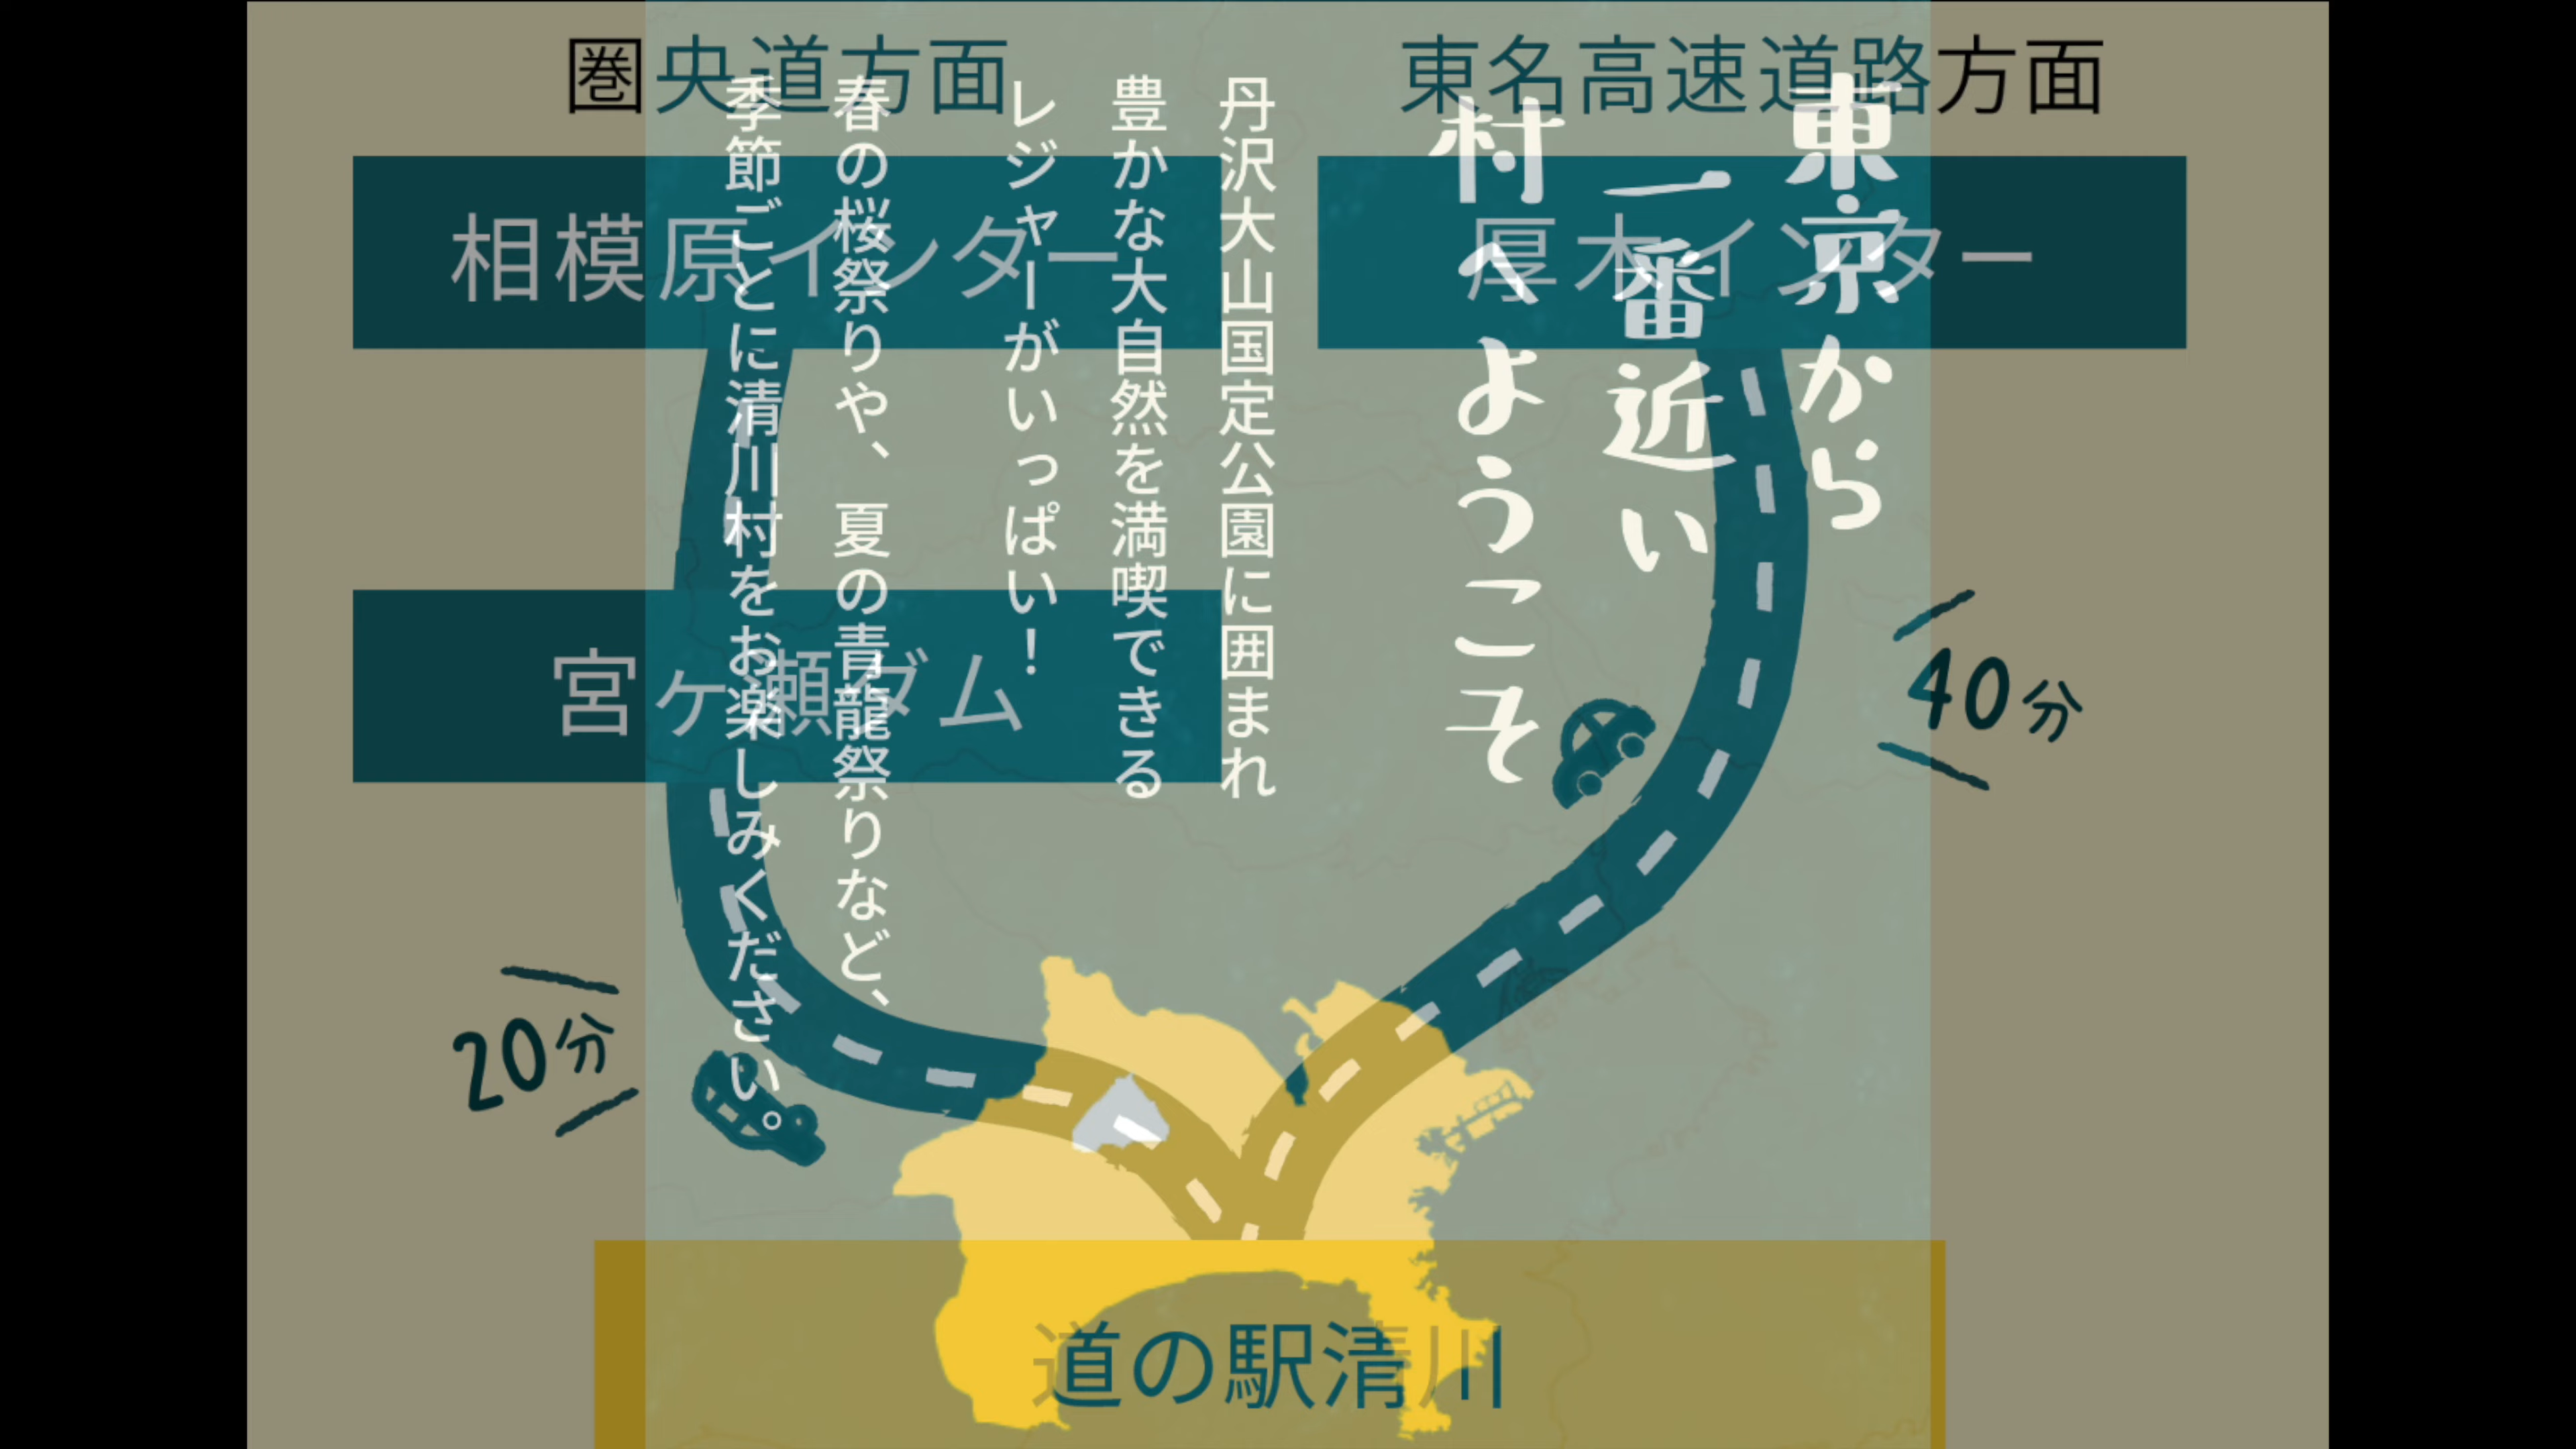 圏央道方面
東名高速道路方面
相模原インター
厚木インター
宮ヶ瀬ダム
40分
20分
道の駅清川
東京から
一番近い
村へようこそ
丹沢大山国定公園に囲まれ
豊かな大自然を満喫できる
レジャーがいっぱい！
春の桜祭りや、夏の青龍祭りなど、
季節ごとに清川村をお楽しみください。